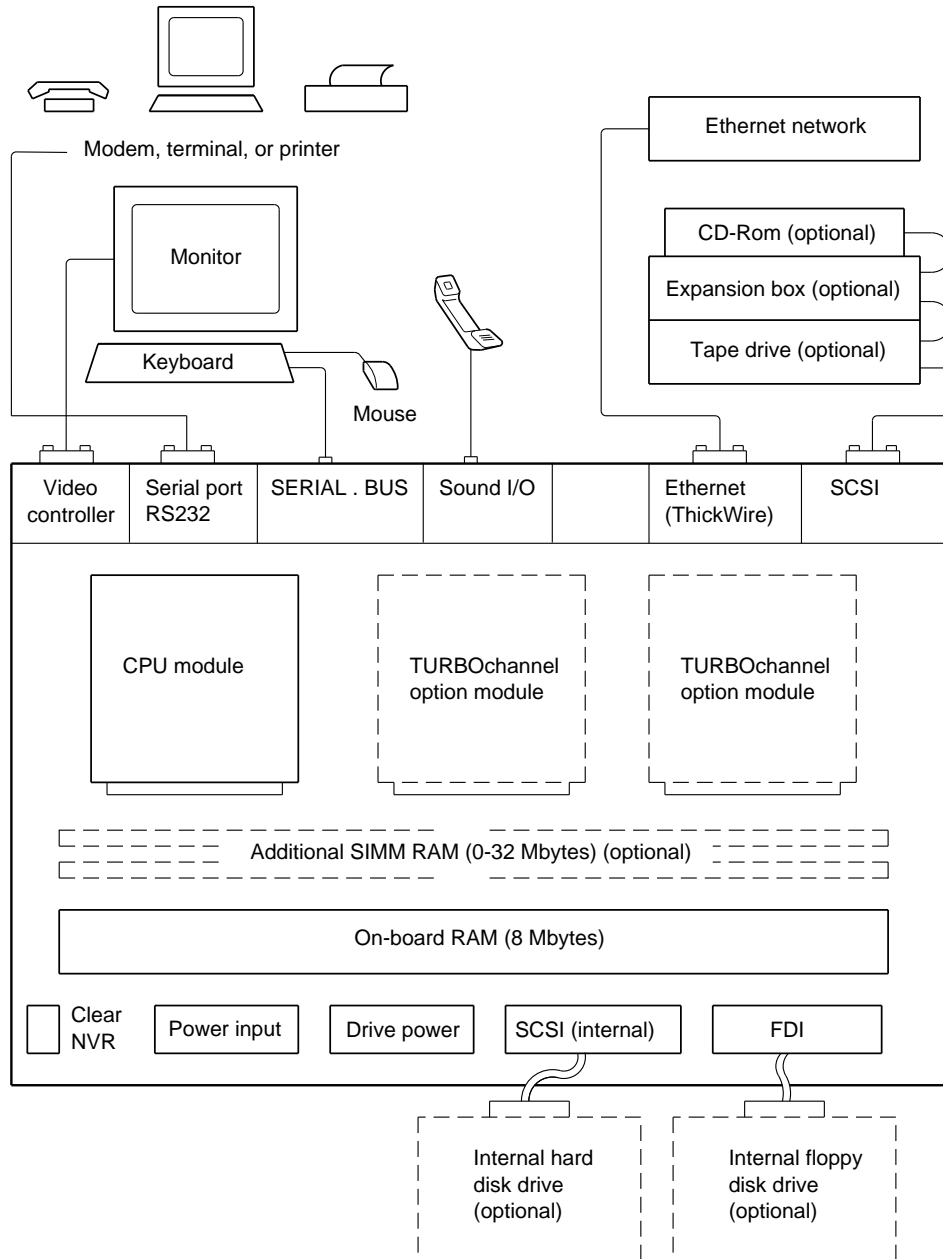 Modem, terminal, or printer
Ethernet network
Monitor
CD-Rom (optional)
Expansion box (optional)
Tape drive (optional)
Keyboard
Mouse
Video
controller
Serial port
RS232
SERIAL . BUS
Sound I/O
Ethernet
(ThickWire)
SCSI
CPU module
TURBOchannel
option module
TURBOchannel
option module
Additional SIMM RAM (0-32 Mbytes) (optional)
On-board RAM (8 Mbytes)
Clear
NVR
Power input
Drive power
SCSI (internal)
FDI
Internal hard
disk drive
(optional)
Internal floppy
disk drive
(optional)